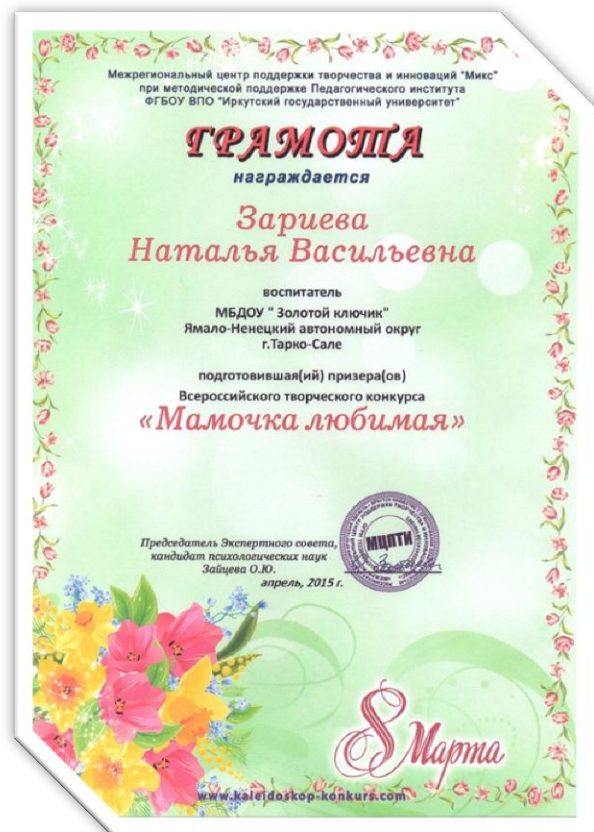 Межрегиональный центр поддержки творчества и инноваций "Микс"
при методической поддержке Педагогического института
ФГБОУ ВПО "Иркутский государственный университет"
ГРАМОТА
награждается
Зариева
Наталья Васильевна
воспитатель
МБДОУ " Золотой ключик"
Ямало-Ненецкий автономный округ
г.Тарко-Сале
подготовившая(ий) призера(ов)
Всероссийского творческого конкурса
«Мамочка любимая»
МЦПТИ
Председатель Экспертного совета,
кандидат психологических наук
Зайцева О.Ю.
апрель, 2015 г.
8 Марта
www.kaleidoskop-konkurs.com